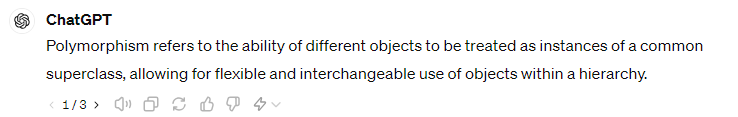 ChatGPT
Polymorphism refers to the ability of different objects to be treated as instances of a common
superclass, allowing for flexible and interchangeable use of objects within a hierarchy.
< 1/3 >